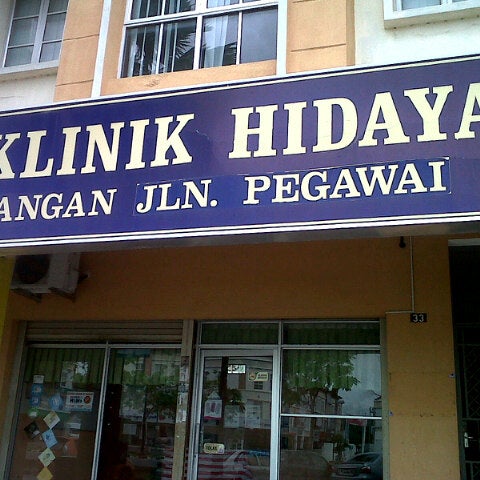 KLINIK HIDAYA
ANGAN JLN. PEGAWAI
33